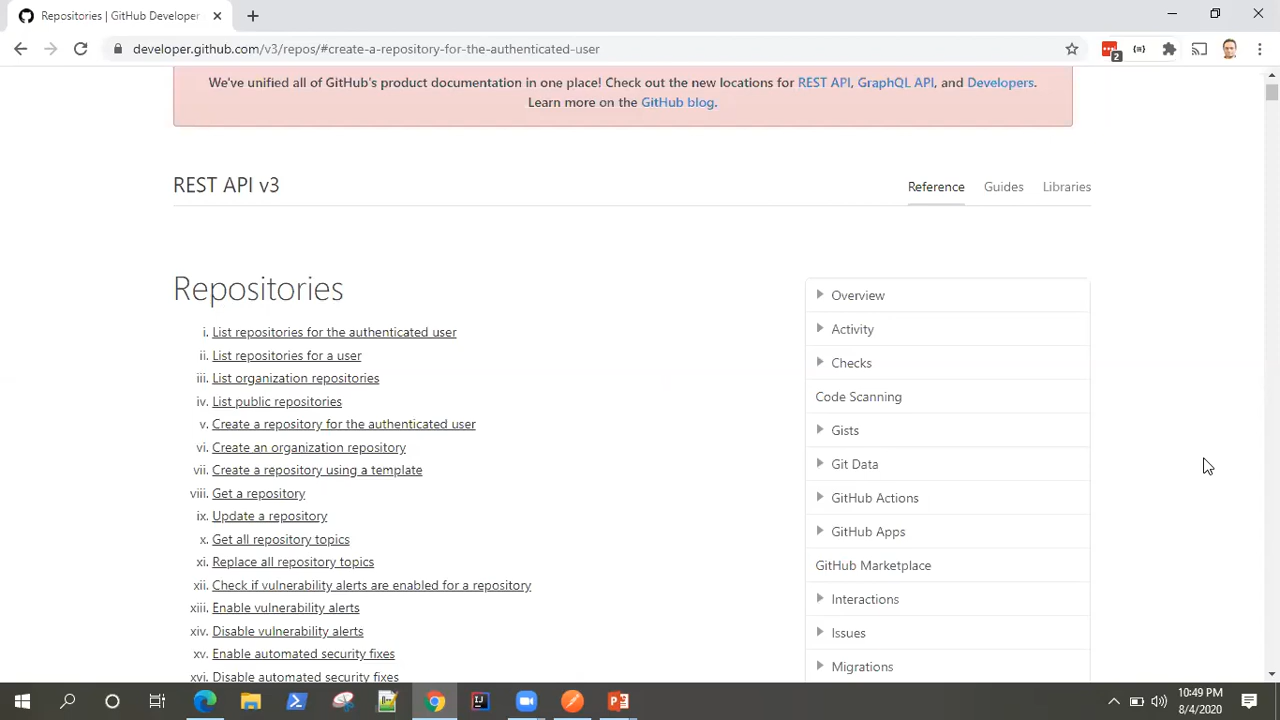 Repositories | GitHub Developer
developer.github.com/v3/repos/#create-a-repository-for-the-authenticated-user
2
We've unified all of GitHub's product documentation in one place! Check out the new locations for REST API, GraphQL API, and Developers.
Learn more on the GitHub blog.
REST API v3
Reference
Guides
Libraries
Repositories
i. List repositories for the authenticated user
ii. List repositories for a user
iii. List organization repositories
iv. List public repositories
v. Create a repository for the authenticated user
vi. Create an organization repository
vii. Create a repository using a template
viii. Get a repository
ix. Update a repository
x. Get all repository topics
xi. Replace all repository topics
xii. Check if vulnerability alerts are enabled for a repository
xiii. Enable vulnerability alerts
xiv. Disable vulnerability alerts
xv. Enable automated security fixes
xvi. Disable automated security fixes
Overview
Activity
Checks
Code Scanning
Gists
Git Data
GitHub Actions
GitHub Apps
GitHub Marketplace
Interactions
Issues
Migrations
10:49 PM
8/4/2020